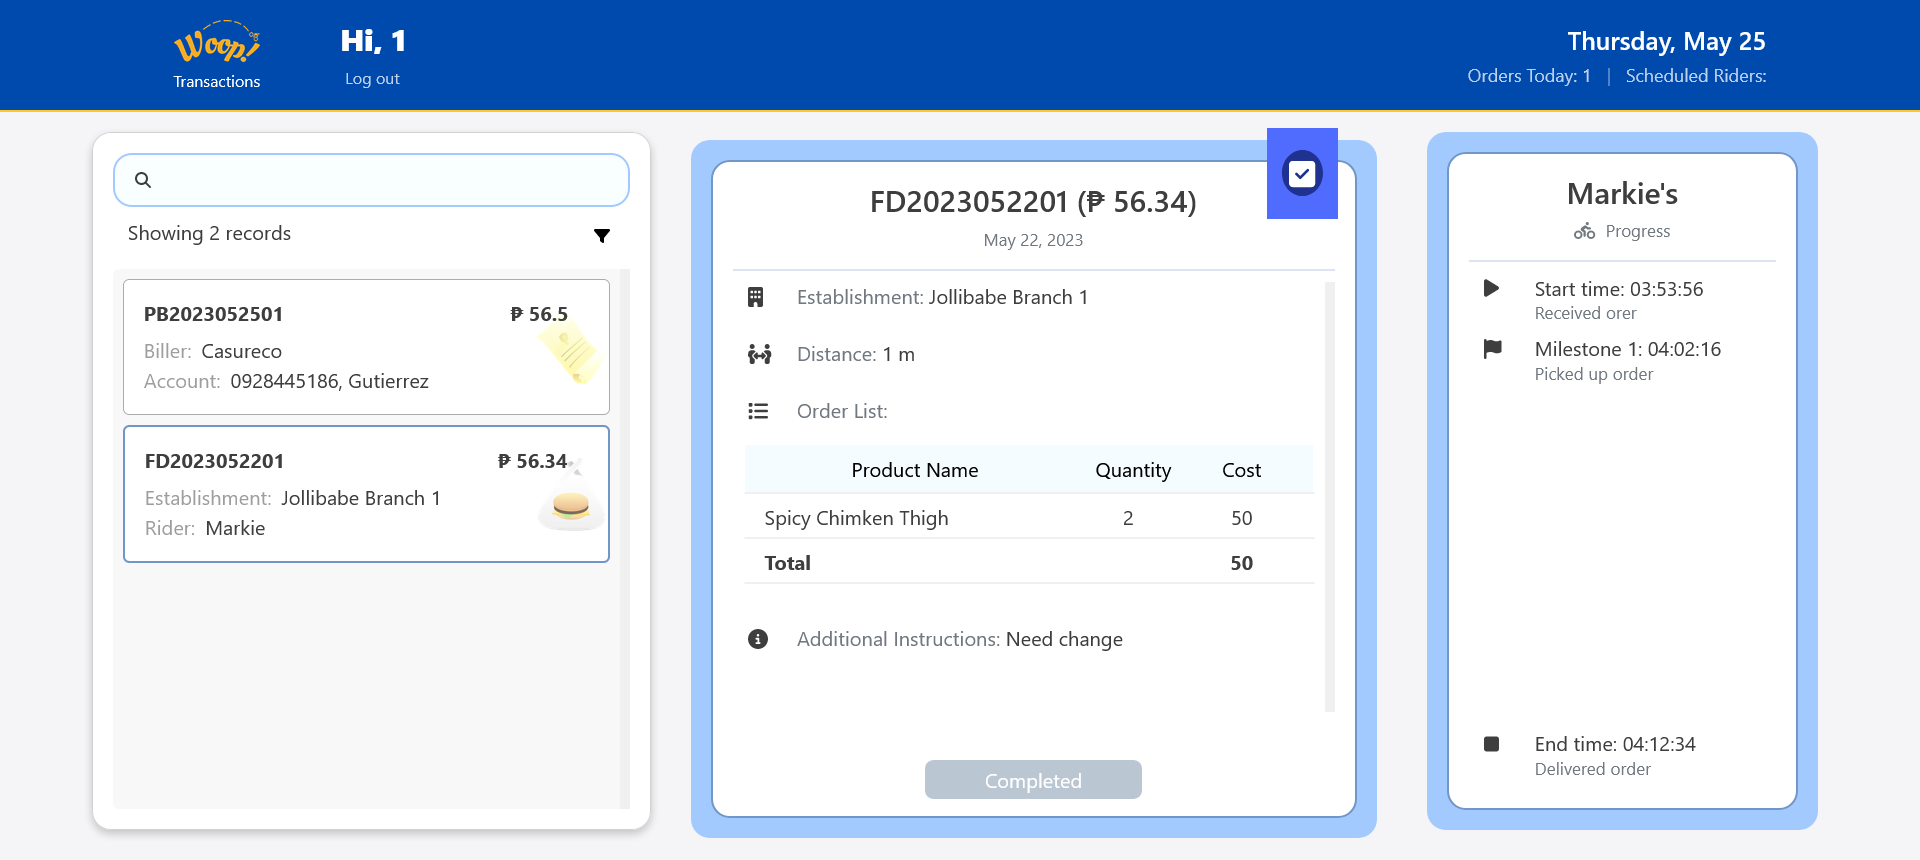 Woop!
Transactions
Hi, 1
Log out
Thursday, May 25
Orders Today: 1 | Scheduled Riders:
Showing 2 records
PB2023052501 ₱ 56.5
Biller: Casureco
Account: 0928445186, Gutierrez
FD2023052201 ₱ 56.34
Establishment: Jollibabe Branch 1
Rider: Markie
FD2023052201 (₱ 56.34)
May 22, 2023
Establishment: Jollibabe Branch 1
Distance: 1 m
Order List:
Product Name Quantity Cost
Spicy Chimken Thigh 2 50
Total 50
Additional Instructions: Need change
Completed
Markie's
Progress
Start time: 03:53:56
Received orer
Milestone 1: 04:02:16
Picked up order
End time: 04:12:34
Delivered order